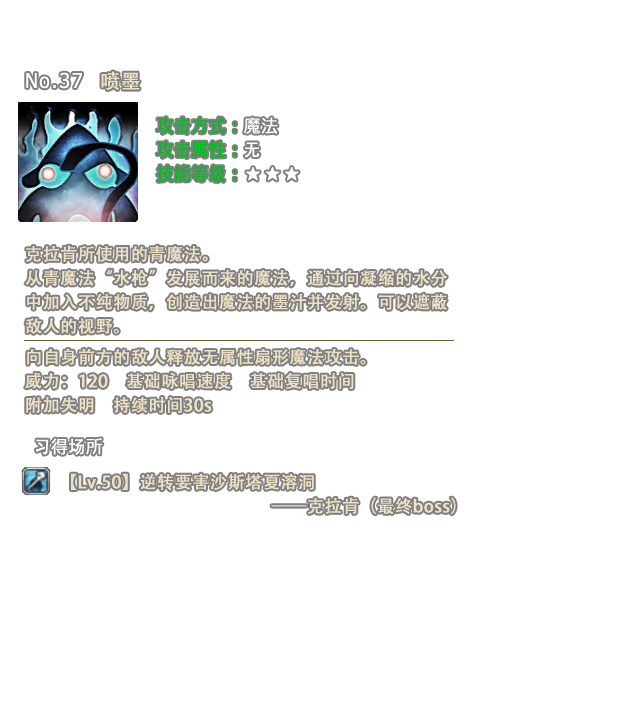 No.37 喷墨
攻击方式：魔法
攻击属性：无
技能等级：☆☆☆
克拉肯所使用的青魔法。
从青魔法“水枪”发展而来的魔法，通过向凝缩的水分
中加入不纯物质，创造出魔法的墨汁并发射。可以遮蔽
敌人的视野。
向自身前方的敌人释放无属性扇形魔法攻击。
威力：120 基础咏唱速度 基础复唱时间
附加失明 持续时间30s
习得场所
【Lv.50】逆转要害沙斯塔夏溶洞
——克拉肯（最终boss）